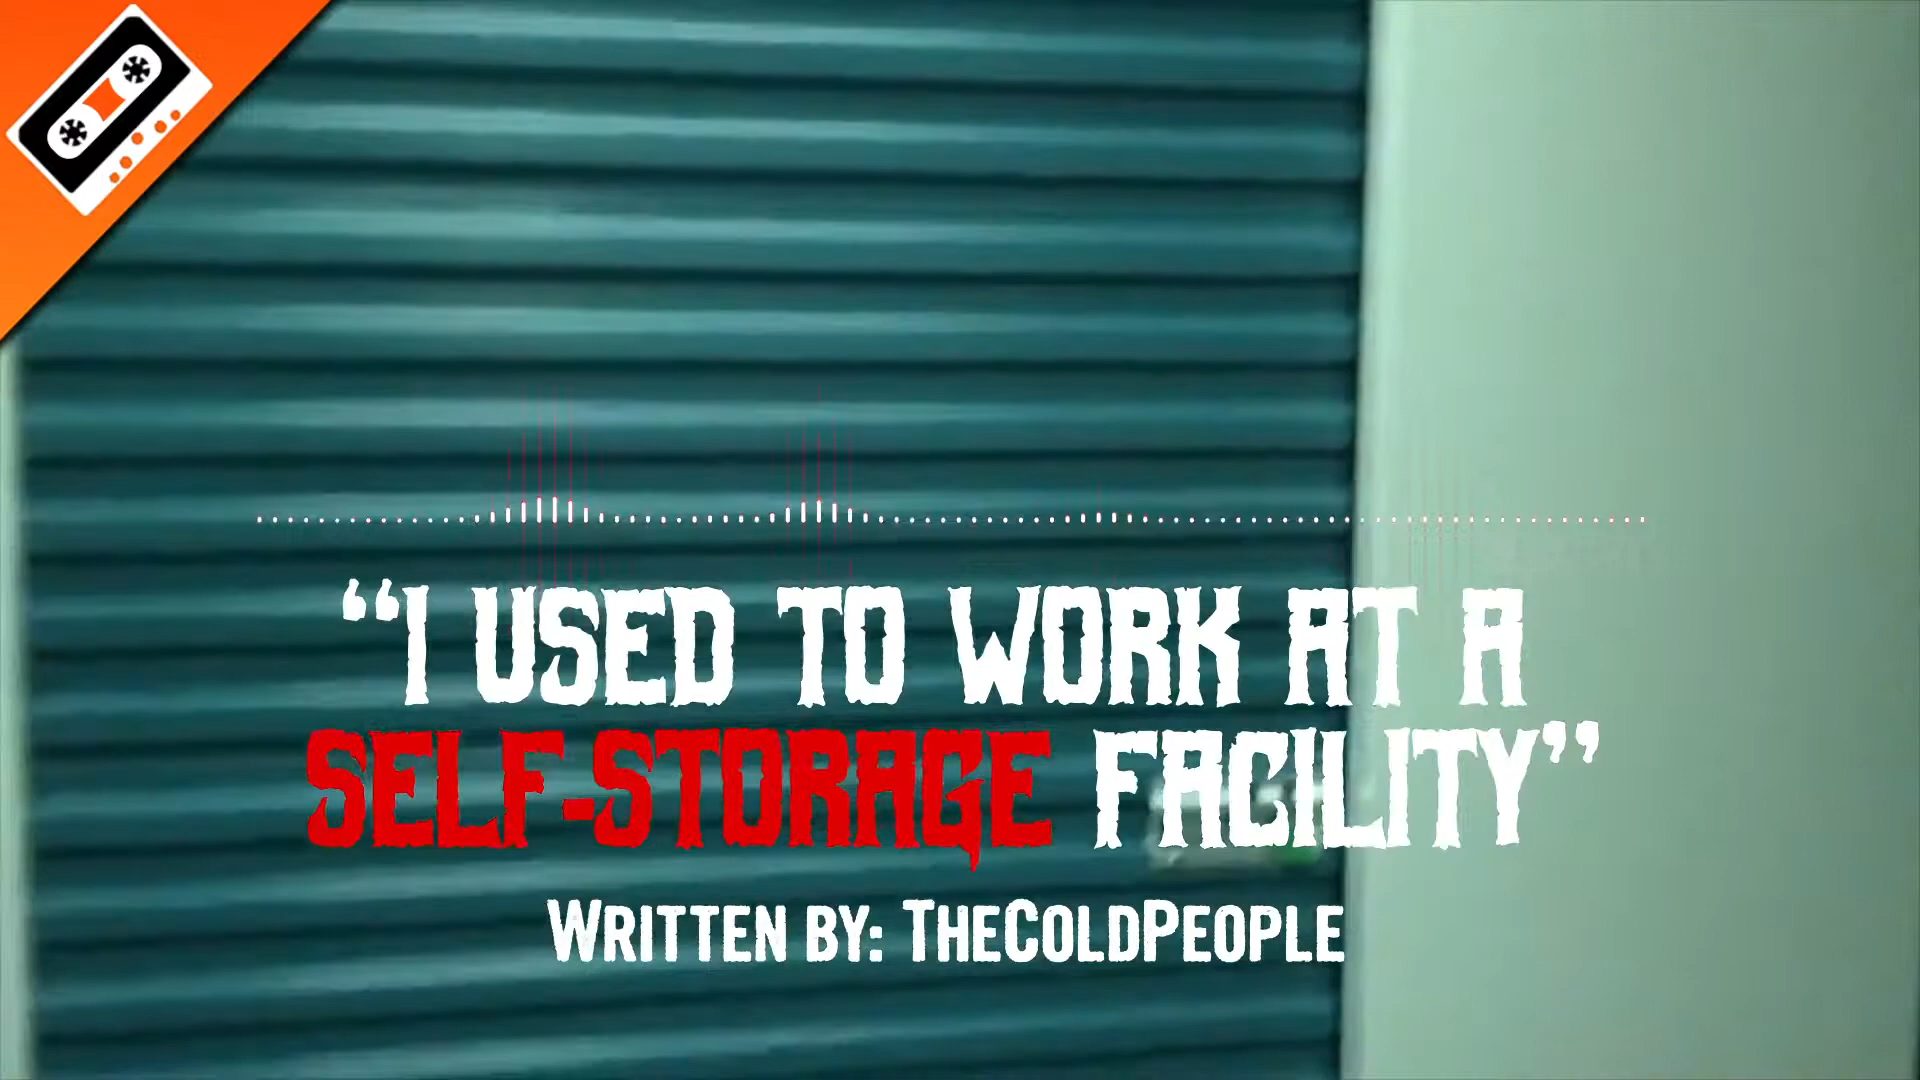 “I USED TO WORK AT A
SELF-STORAGE FACILITY”
WRITTEN BY: THECOLDPEOPLE